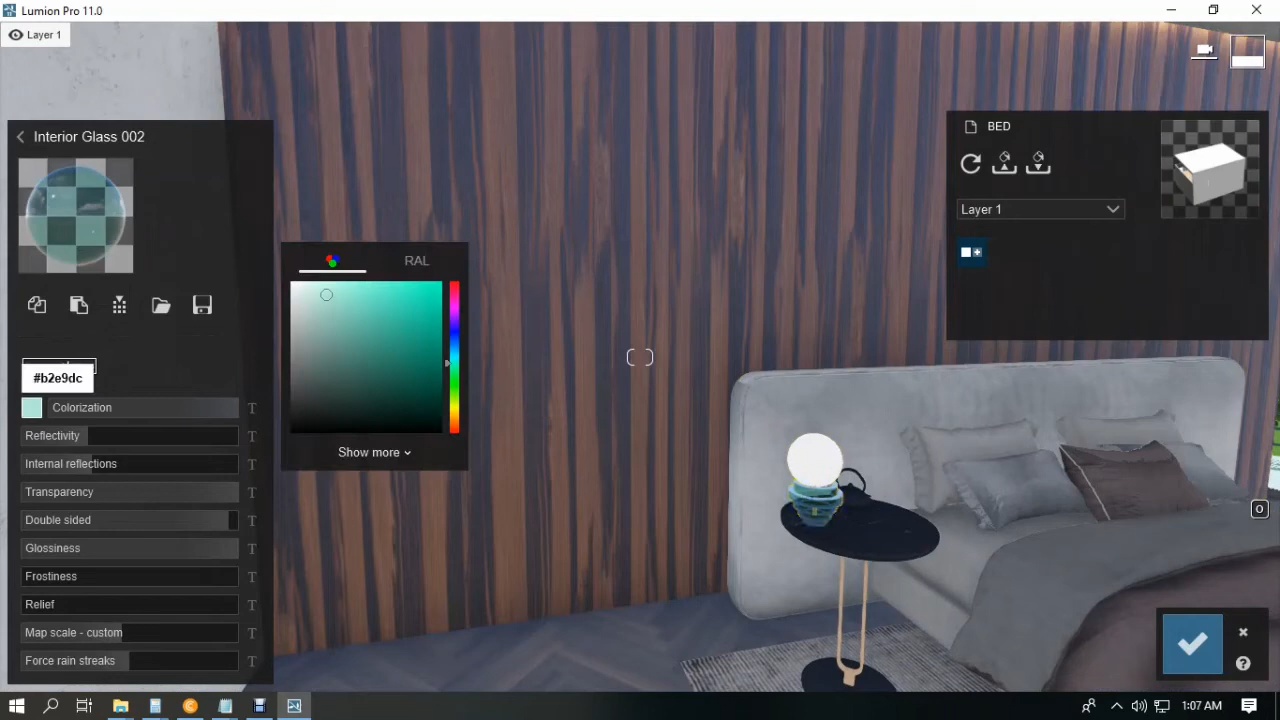 Lumion Pro 11.0
Layer 1
Interior Glass 002
#b2e9dc
Colorization T
Reflectivity T
Internal reflections T
Transparency T
Double sided T
Glossiness T
Frostiness T
Relief T
Map scale - custom T
Force rain streaks T
RAL
Show more
BED
Layer 1
O
?
1:07 AM